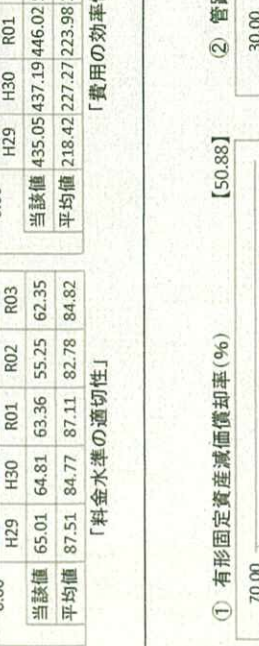 H29 H30 R01 R02 R03
当該値 65.01 64.81 63.36 55.25 62.35
平均値 87.51 84.77 87.11 82.78 84.82
「料金水準の適切性」
H29 H30 R01
当該値 435.05 437.19 446.02
平均値 218.42 227.27 223.98
「費用の効率
① 有形固定資産減価償却率(%)
【50.88】
70.00
② 管
30.00